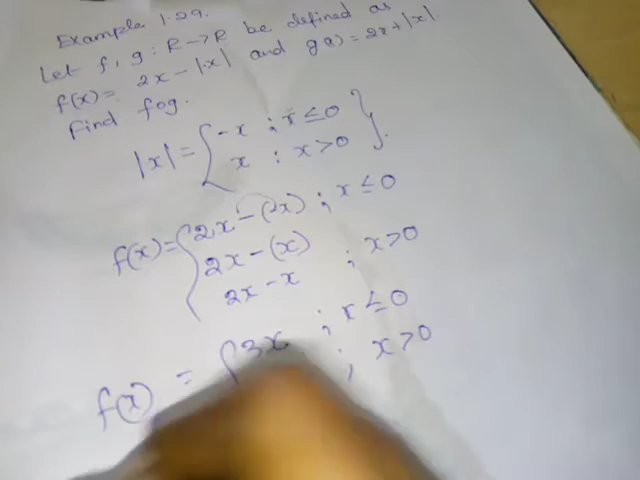 Example 1.29.
Let f, g : R → R be defined as
f(x) = 2x - |x| and g(x) = 2x + |x|.
Find fog.
|x| = { -x ; x ≤ 0
x : x > 0 }.
f(x) = { 2x - (-x) ; x ≤ 0
2x - (x)
2x - x ; x > 0
f(x) = { 3x ; x ≤ 0
; x > 0